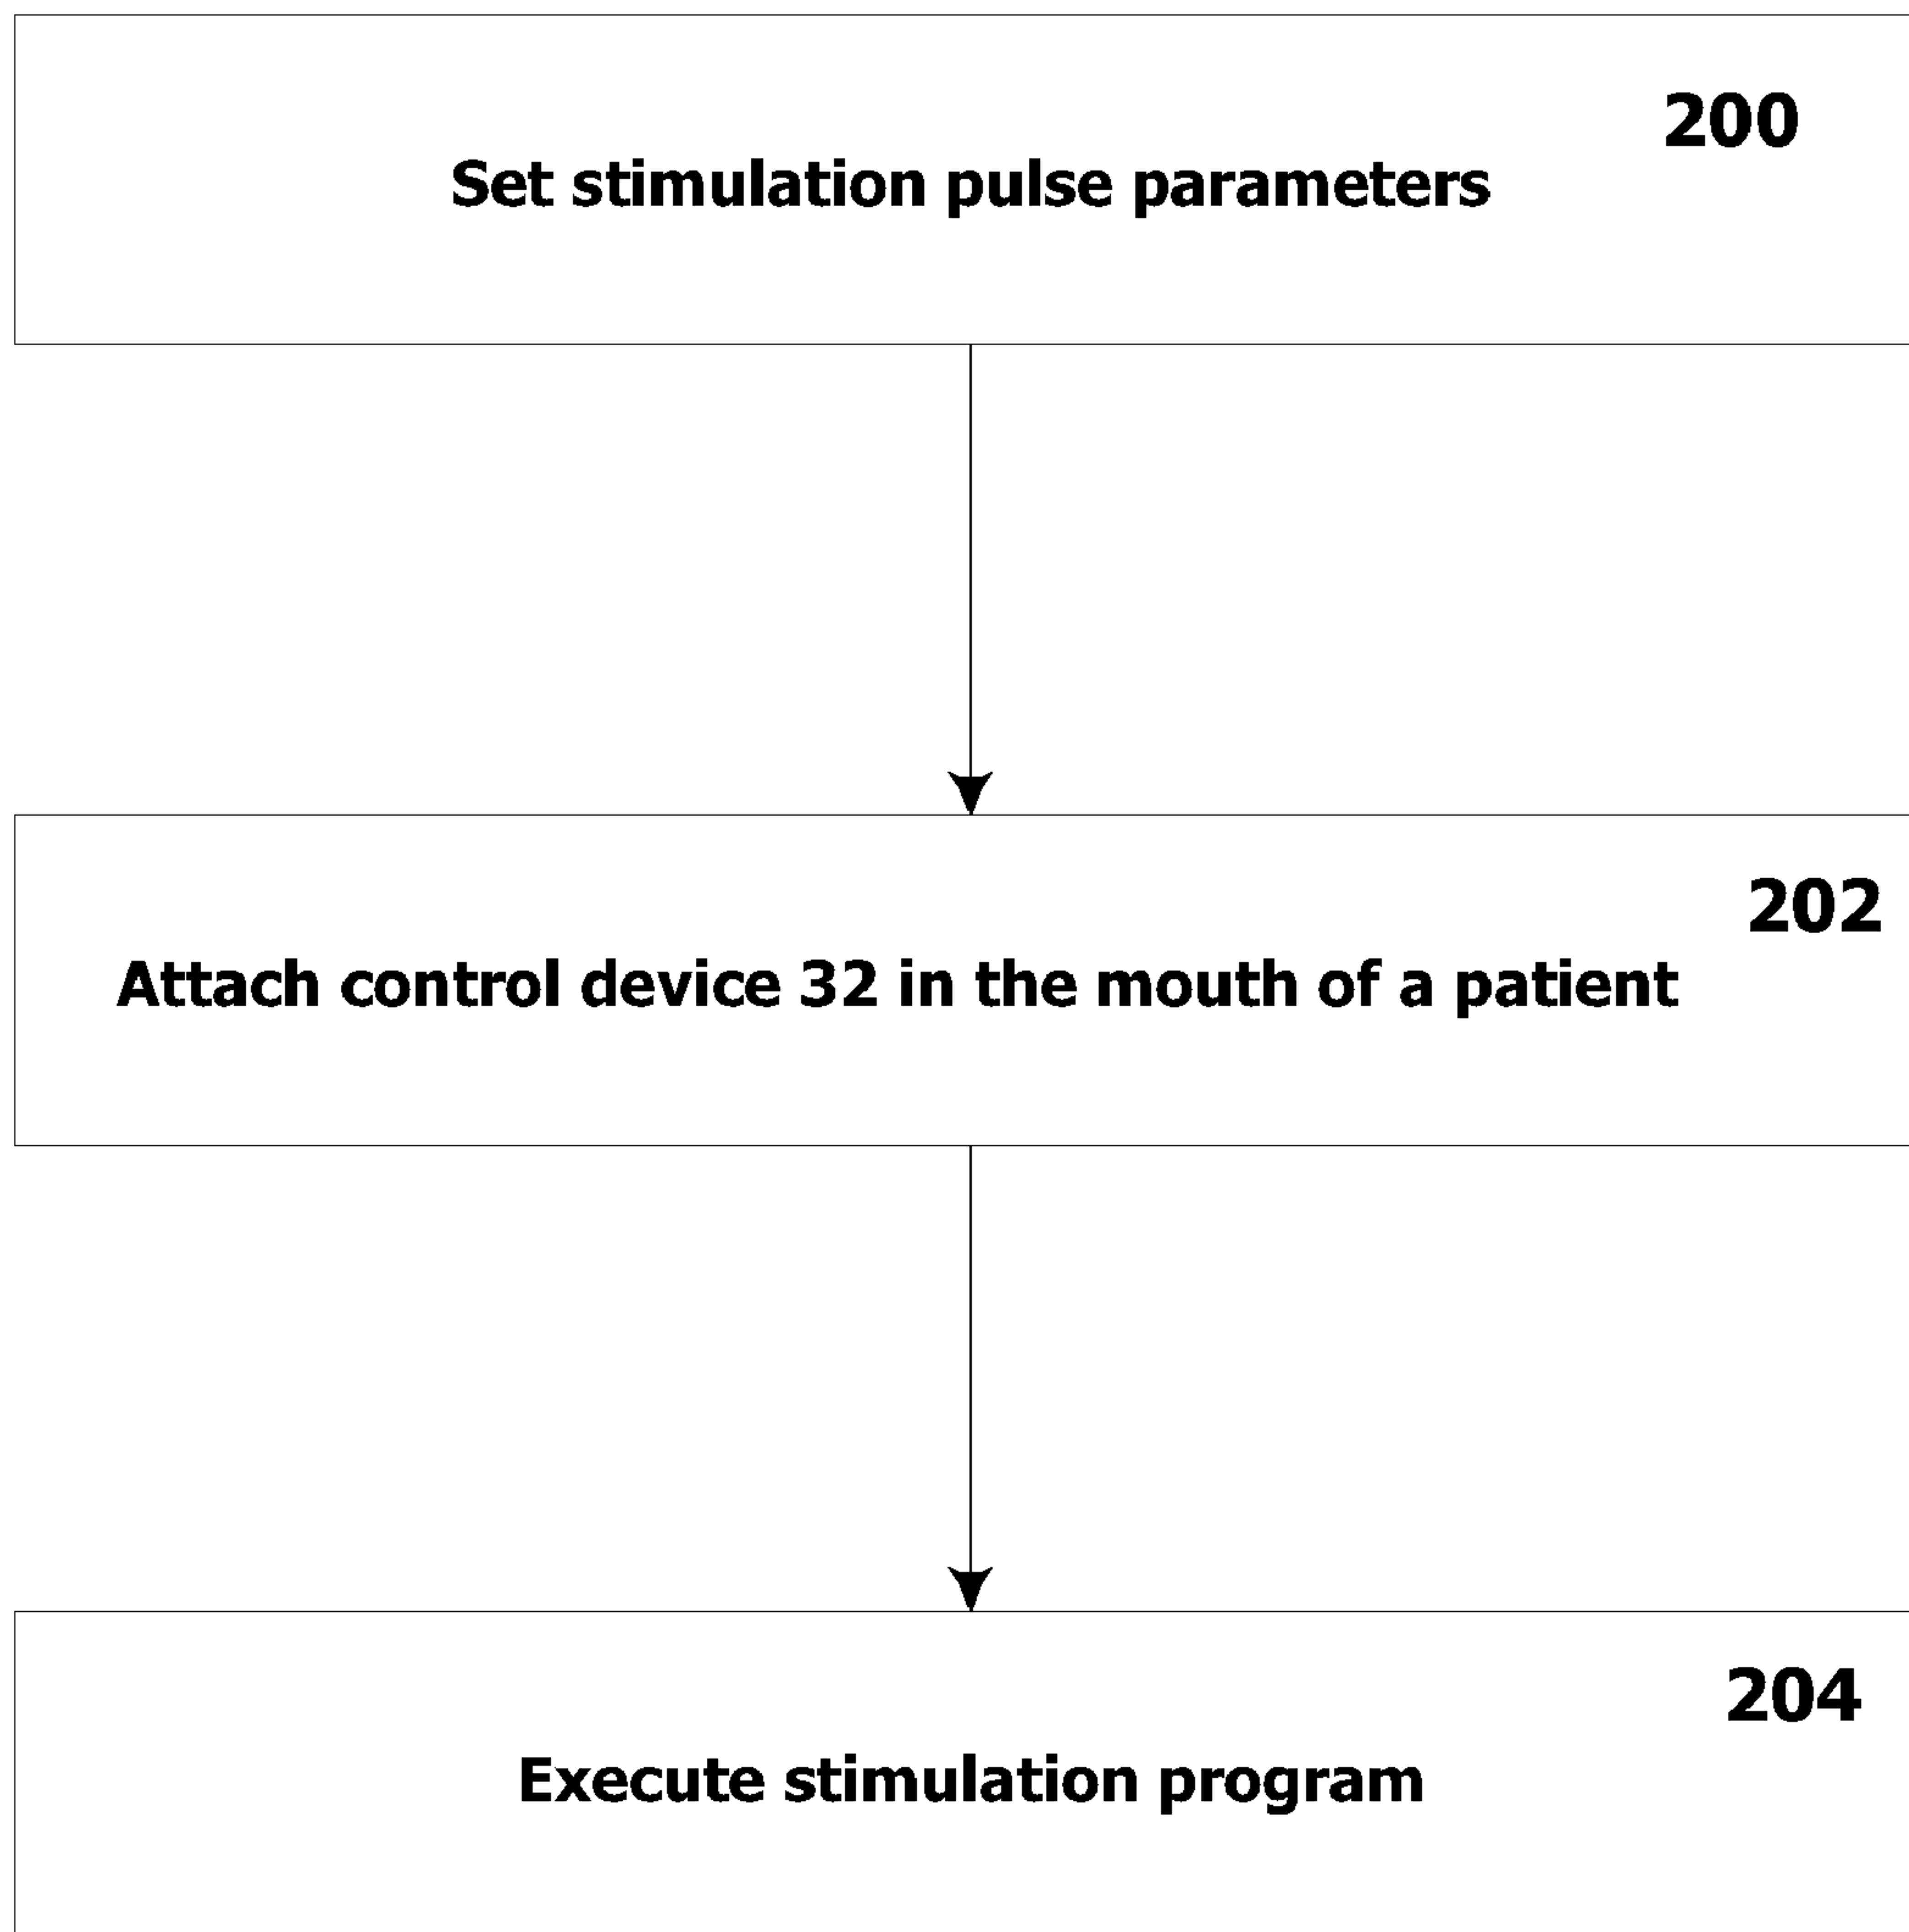 200
Set stimulation pulse parameters
202
Attach control device 32 in the mouth of a patient
204
Execute stimulation program